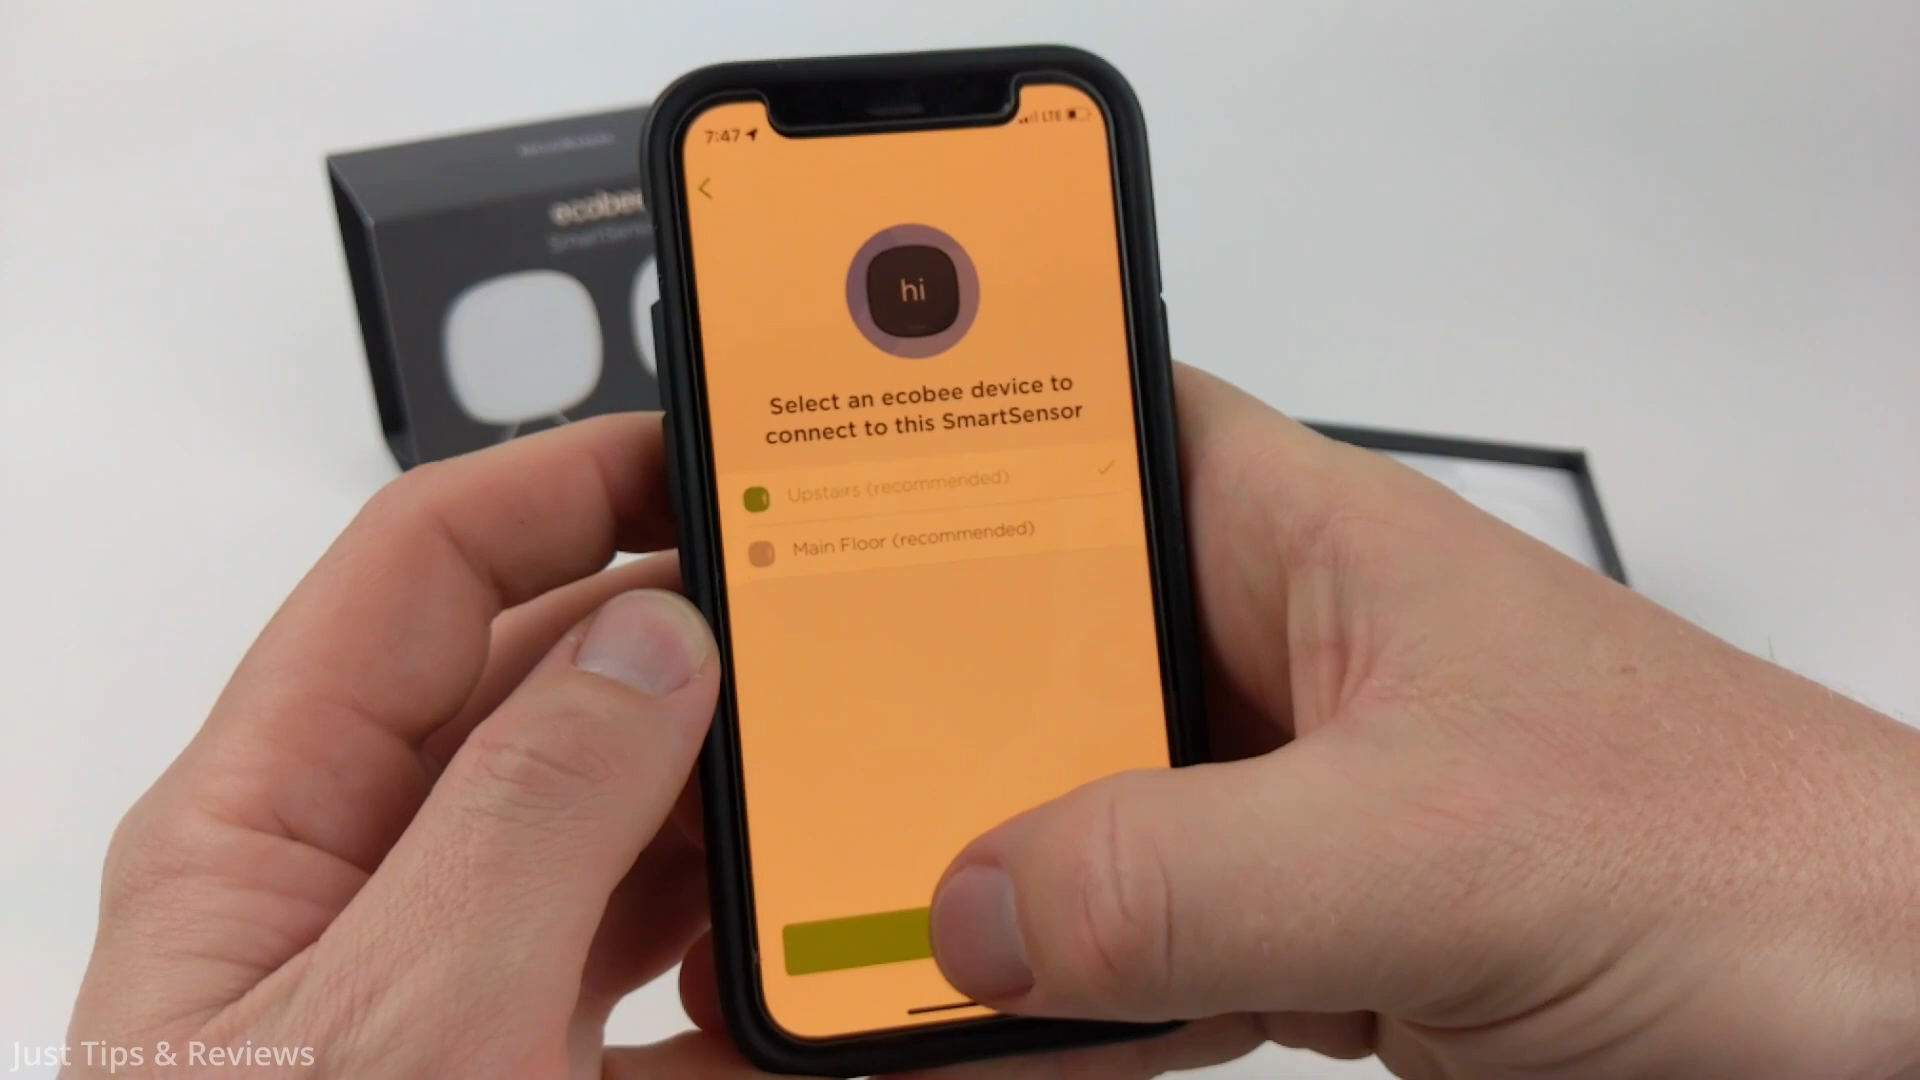 7:47
LTE
ecobee
SmartSensor
hi
Select an ecobee device to
connect to this SmartSensor
Upstairs (recommended)
Main Floor (recommended)
Just Tips & Reviews